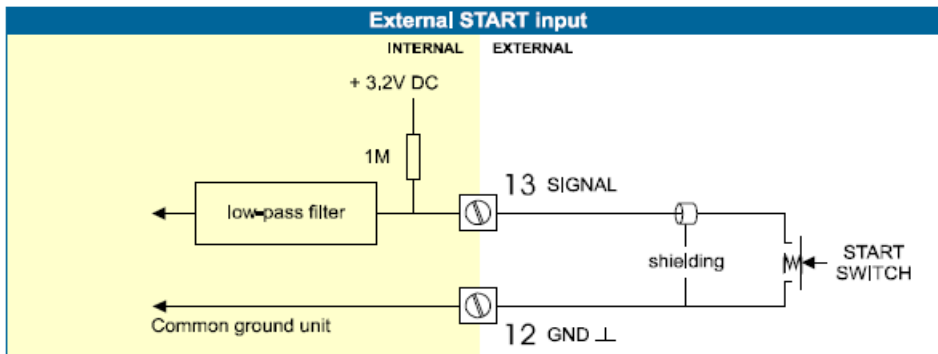 External START input
INTERNAL EXTERNAL
+ 3,2V DC
1M
13 SIGNAL
low-pass filter
shielding
START
SWITCH
Common ground unit
12 GND ⊥